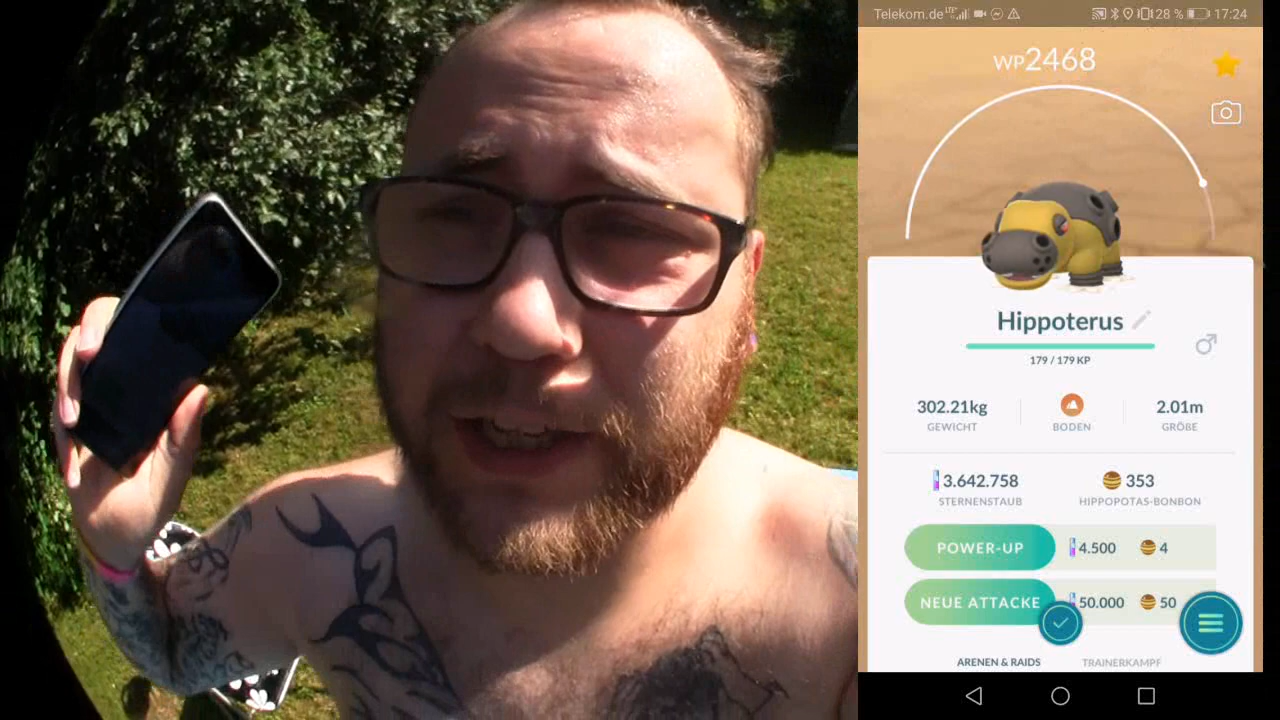 Telekom.de LTE 28 % 17:24
WP2468
Hippoterus
179 / 179 KP
302.21kg
GEWICHT
BODEN
2.01m
GRÖßE
3.642.758
STERNENSTAUB
353
HIPPOPOTAS-BONBON
POWER-UP 4.500 4
NEUE ATTACKE 50.000 50
ARENEN & RAIDS TRAINERKAMPF